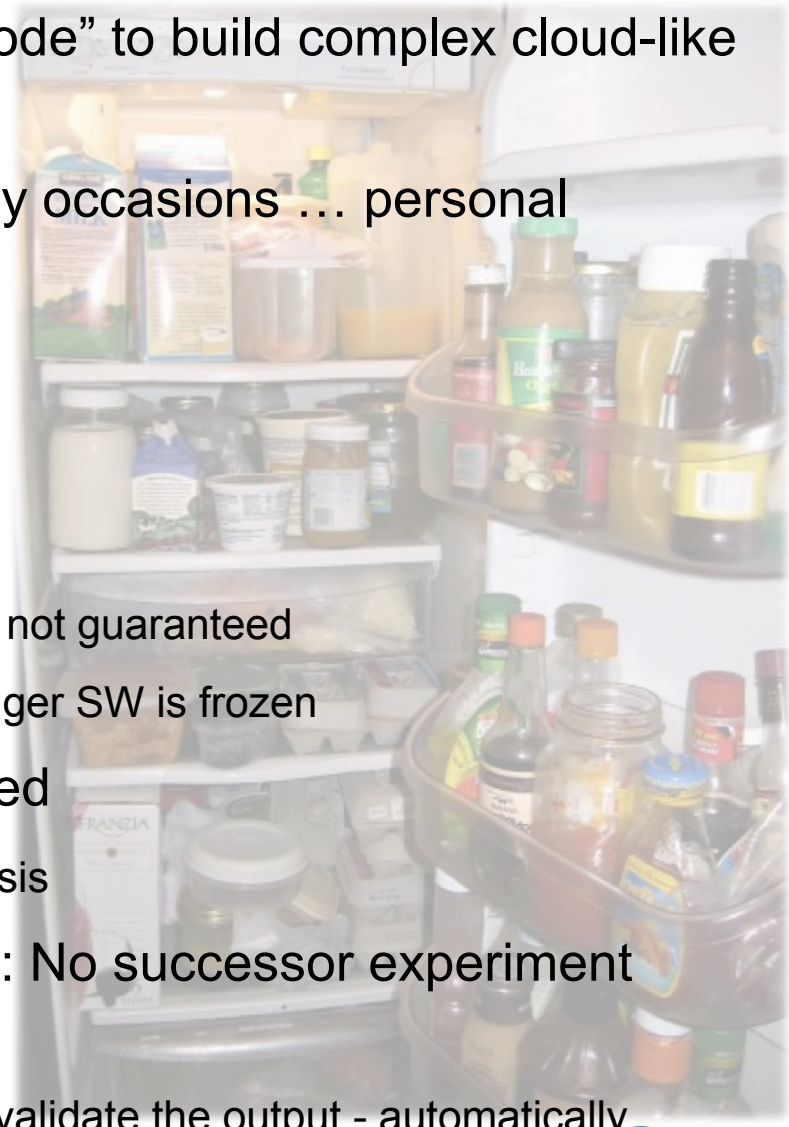 ode” to build complex cloud-like
y occasions … personal
not guaranteed
ger SW is frozen
ed
FRANZIA
sis
: No successor experiment
validate the output - automatically